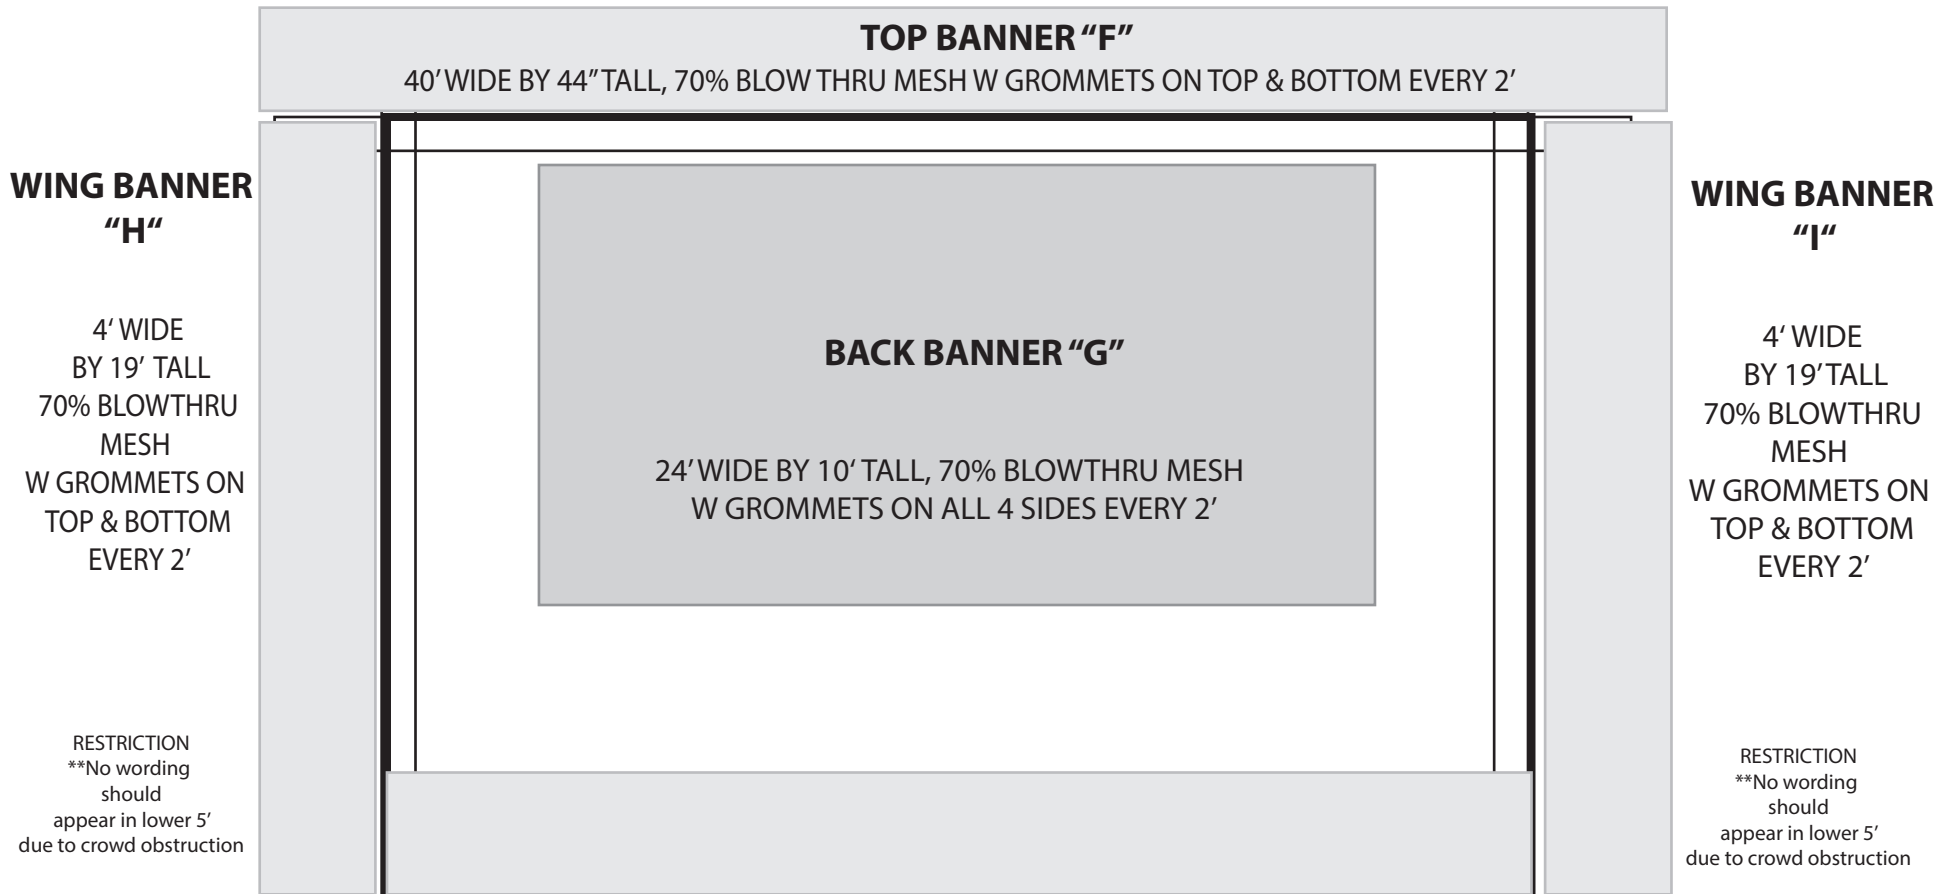 TOP BANNER “F”
40’ WIDE BY 44” TALL, 70% BLOW THRU MESH W GROMMETS ON TOP & BOTTOM EVERY 2’
WING BANNER
“H“
4‘ WIDE
BY 19’ TALL
70% BLOWTHRU
MESH
W GROMMETS ON
TOP & BOTTOM
EVERY 2’
RESTRICTION
**No wording
should
appear in lower 5’
due to crowd obstruction
BACK BANNER “G”
24’ WIDE BY 10‘ TALL, 70% BLOWTHRU MESH
W GROMMETS ON ALL 4 SIDES EVERY 2’
WING BANNER
“I“
4‘ WIDE
BY 19’ TALL
70% BLOWTHRU
MESH
W GROMMETS ON
TOP & BOTTOM
EVERY 2’
RESTRICTION
**No wording
should
appear in lower 5’
due to crowd obstruction